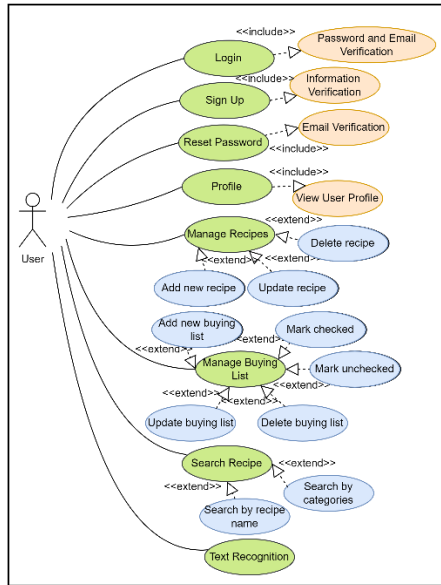 <<include>>
Password and Email
Verification
Login
<<include>>
Information
Verification
Sign Up
Email Verification
Reset Password
<<include>>
<<include>>
Profile
View User Profile
User
<<extend>>
Manage Recipes
Delete recipe
<<extend>>
<<extend>>
Add new
recipe
Update recipe
Add new buying
list
Mark checked
<<extend>>
<<extend>>
Manage Buying
List
Mark unchecked
<<extend>>
<<extend>>
Update buying list
Delete buying list
Search Recipe
<<extend>>
<<extend>>
Search by
categories
Search by recipe
name
Text Recognition